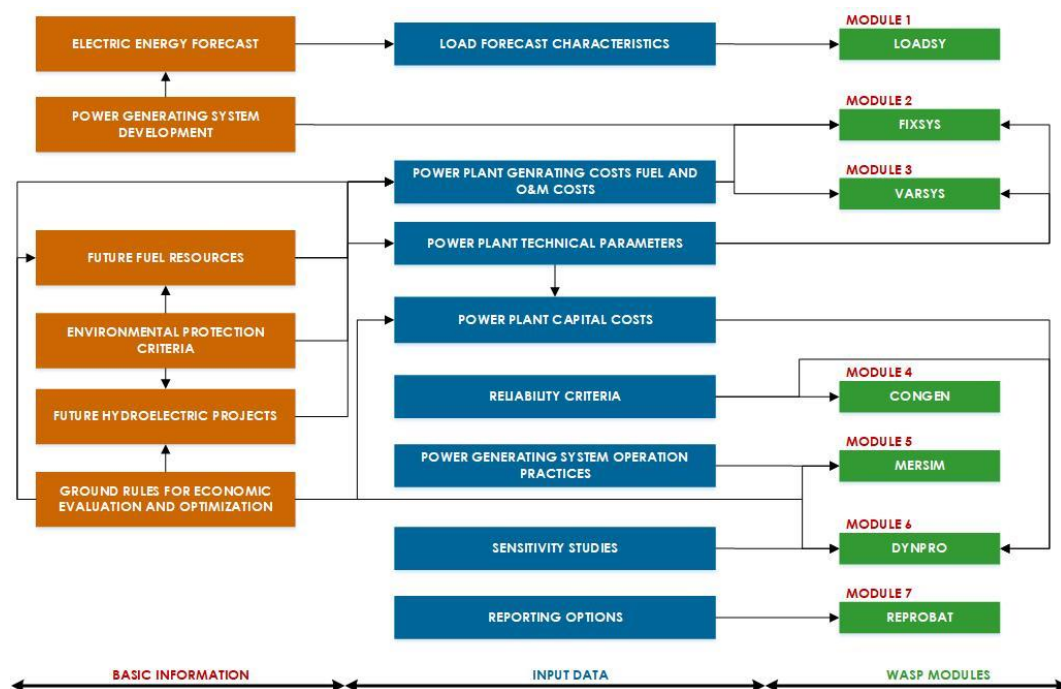 MODULE 1
ELECTRIC ENERGY FORECAST
LOAD FORECAST CHARACTERISTICS
LOADSY
MODULE 2
POWER GENERATING SYSTEM
DEVELOPMENT
FIXSYS
MODULE 3
POWER PLANT GENRATING COSTS FUEL AND
O&M COSTS
VARSYS
FUTURE FUEL RESOURCES
POWER PLANT TECHNICAL PARAMETERS
ENVIRONMENTAL PROTECTION
CRITERIA
POWER PLANT CAPITAL COSTS
MODULE 4
FUTURE HYDROELECTRIC PROJECTS
RELIABILITY CRITERIA
CONGEN
MODULE 5
POWER GENERATING SYSTEM OPERATION
PRACTICES
MERSIM
GROUND RULES FOR ECONOMIC
EVALUATION AND OPTIMIZATION
MODULE 6
SENSITIVITY STUDIES
DYNPRO
MODULE 7
REPORTING OPTIONS
REPROBAT
BASIC INFORMATION
INPUT DATA
WASP MODULES